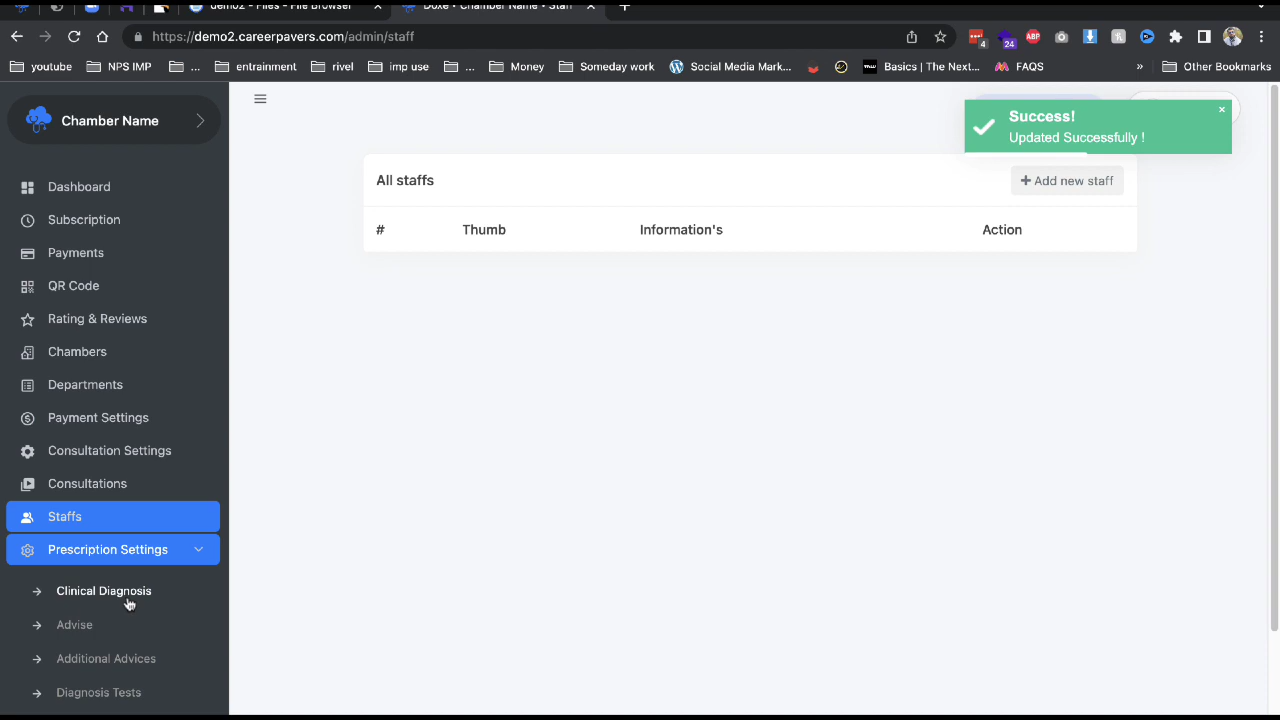 demo2 - Files - File Browser
Doxe • Chamber Name • Staff
https://demo2.careerpavers.com/admin/staff
4
24
ABP
youtube
NPS IMP
...
entrainment
rivel
imp use
...
Money
Someday work
Social Media Mark...
Basics | The Next...
FAQS
»
Other Bookmarks
Chamber Name
Success!
Updated Successfully !
×
All staffs
+ Add new staff
#
Thumb
Information's
Action
Dashboard
Subscription
Payments
QR Code
Rating & Reviews
Chambers
Departments
Payment Settings
Consultation Settings
Consultations
Staffs
Prescription Settings
Clinical Diagnosis
Advise
Additional Advices
Diagnosis Tests